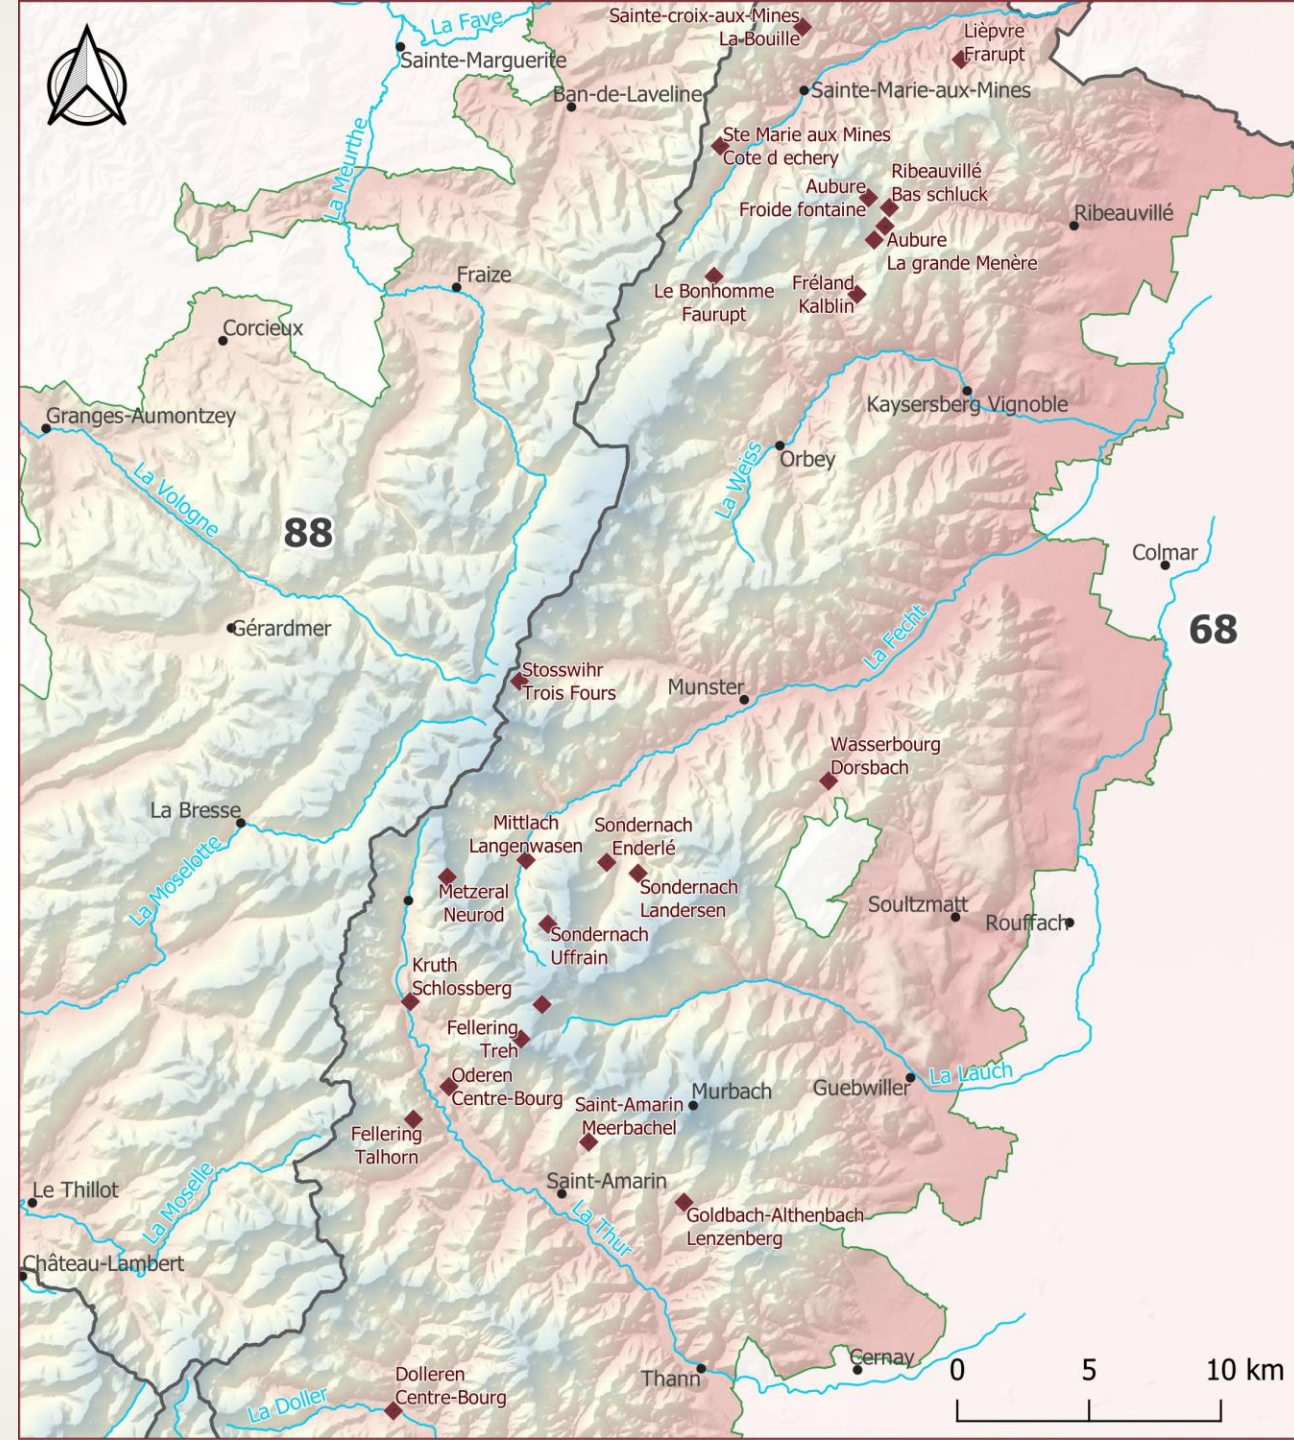 La Fave
Sainte-croix-aux-Mines
La Bouille
Lièpvre
Frarupt
Sainte-Marguerite
Ban-de-Laveline
Sainte-Marie-aux-Mines
La Meurthe
Ste Marie aux Mines
Cote d echery
Ribeauvillé
Bas schluck
Aubure
Froide fontaine
Ribeauvillé
Aubure
La grande Menère
Fraize
Le Bonhomme
Faurupt
Fréland
Kalblin
Corcieux
Granges-Aumontzey
Kaysersberg Vignoble
La Vologne
La Weiss
Orbey
88
Colmar
Gérardmer
68
La Fecht
Stosswihr
Trois Fours
Munster
Wasserbourg
Dorsbach
La Bresse
La Moselotte
Mittlach
Langenwasen
Sondernach
Enderlé
Metzeral
Neurod
Sondernach
Landersen
Soultzmatt
Rouffach
Sondernach
Uffrain
Kruth
Schlossberg
Fellering
Treh
Oderen
Centre-Bourg
La Lauch
Guebwiller
Murbach
Saint-Amarin
Meerbachel
Fellering
Talhorn
Le Thillot
La Moselle
Saint-Amarin
La Thur
Goldbach-Althenbach
Lenzenberg
Château-Lambert
Cernay
Thann
Dolleren
Centre-Bourg
La Doller
0 5 10 km